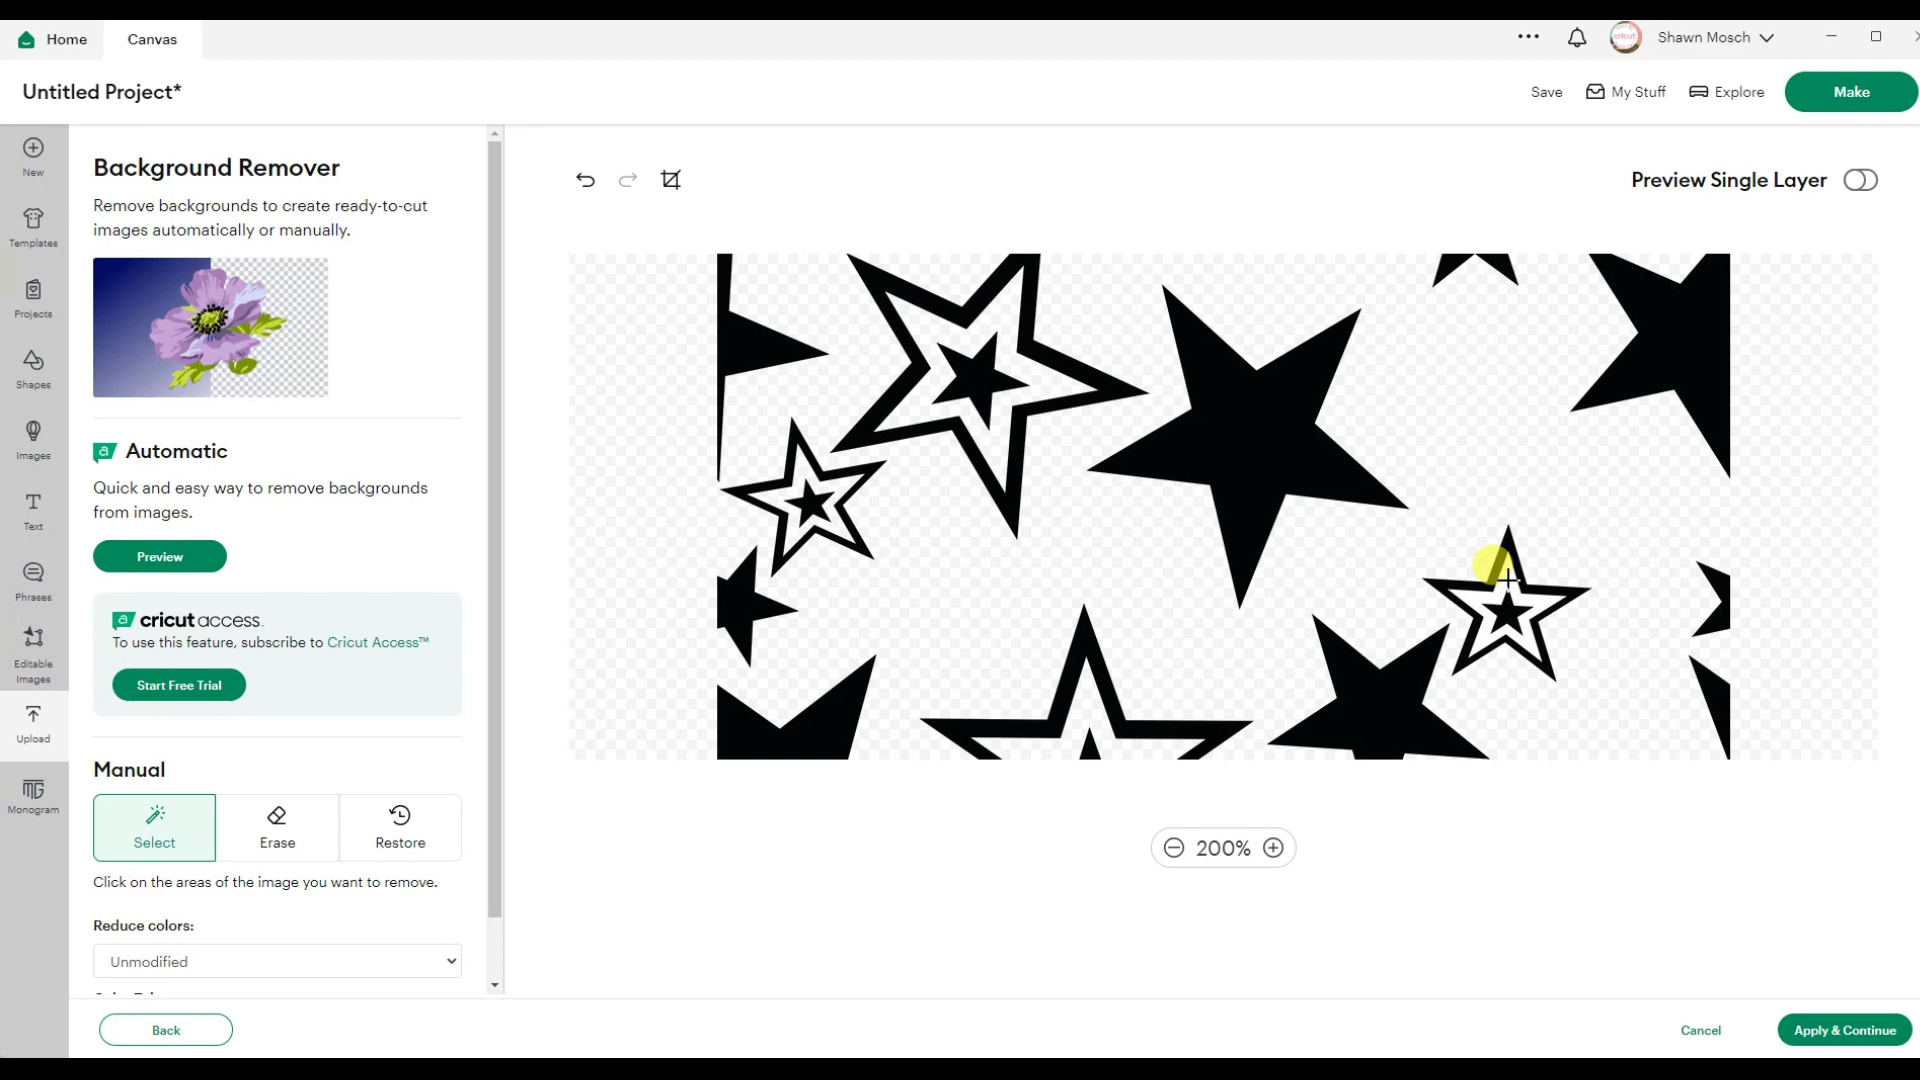 Home
Canvas
Shawn Mosch
Untitled Project*
Save
My Stuff
Explore
Make
New
Templates
Projects
Shapes
Images
Text
Phrases
Editable
Images
Upload
Monogram
Background Remover
Remove backgrounds to create ready-to-cut
images automatically or manually.
a Automatic
Quick and easy way to remove backgrounds
from images.
Preview
a cricut access.
To use this feature, subscribe to Cricut Access™
Start Free Trial
Manual
Select
Erase
Restore
Click on the areas of the image you want to remove.
Reduce colors:
Unmodified
Preview Single Layer
200%
Back
Cancel
Apply & Continue